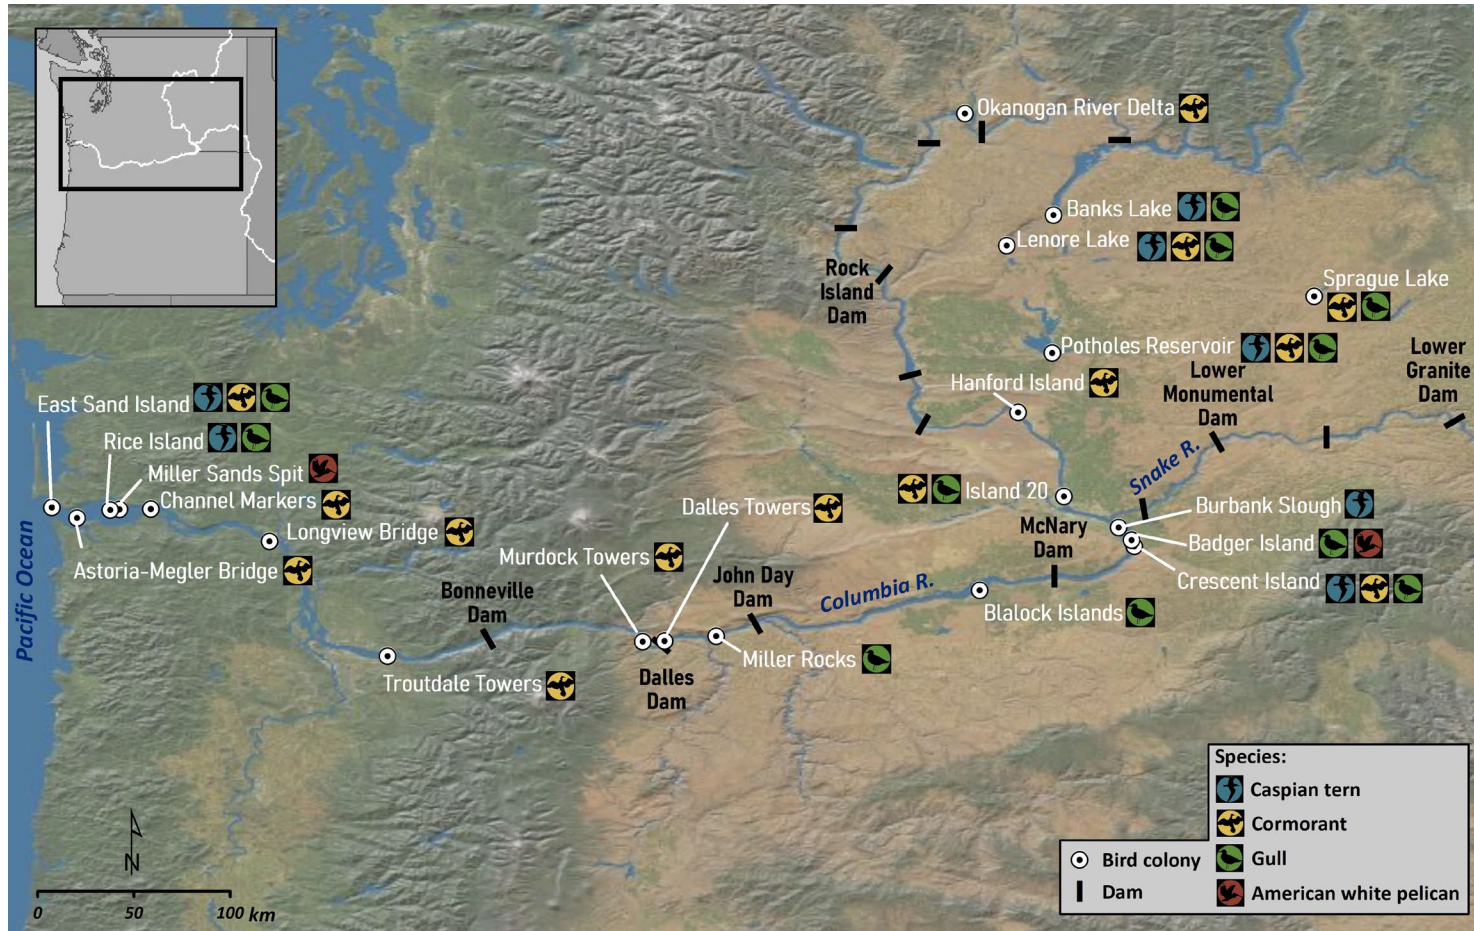 Okanogan River Delta
Banks Lake
Lenore Lake
Rock
Island
Dam
Sprague Lake
Potholes Reservoir
Lower
Granite
Dam
Lower
Monumental
Dam
Hanford Island
East Sand Island
Rice Island
Miller Sands Spit
Channel Markers
Longview Bridge
Astoria-Megler Bridge
Pacific Ocean
Snake R.
Island 20
Dalles Towers
Burbank Slough
McNary
Dam
Badger Island
Murdock Towers
Crescent Island
John Day
Dam
Columbia R.
Bonneville
Dam
Blalock Islands
Miller Rocks
Dalles
Dam
Troutdale Towers
N
0 50 100 km
Species:
Caspian tern
Cormorant
Gull
American white pelican
Bird colony
Dam